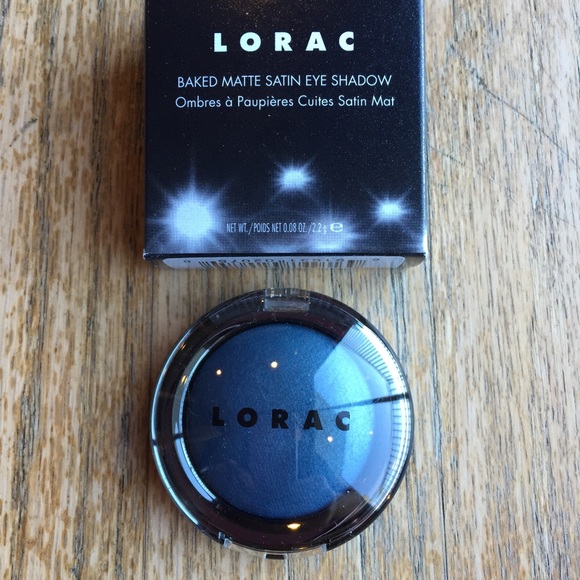 LORAC
BAKED MATTE SATIN EYE SHADOW
Ombres à Paupières Cuites Satin Mat
NET WT./POIDS NET 0.08 OZ./2.2g e
LORAC